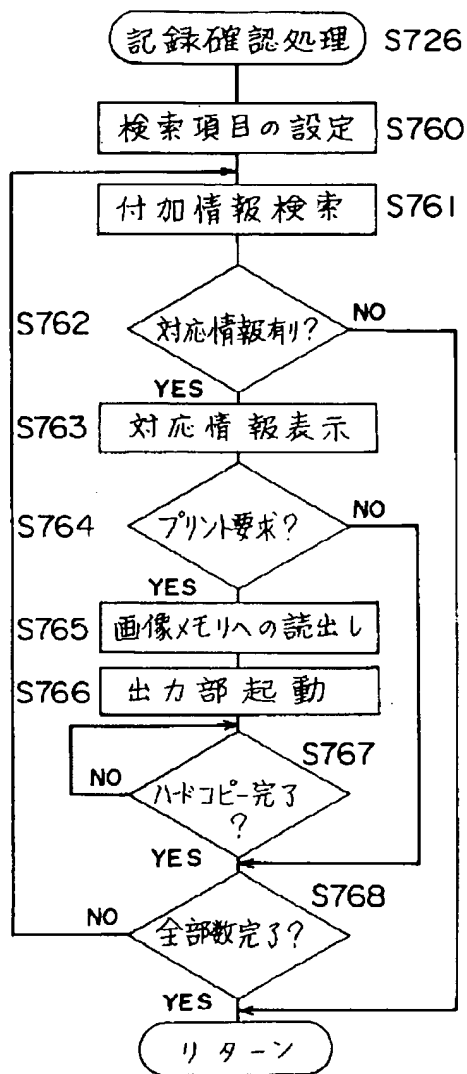 記録確認処理 S726
検索項目の設定 S760
付加情報検索 S761
S762 対応情報有り? NO
YES
S763 対応情報表示
S764 プリント要求? NO
YES
S765 画像メモリへの読出し
S766 出力部起動
S767
NO ハードコピー完了
?
YES
S768
NO 全部数完了?
YES
リターン